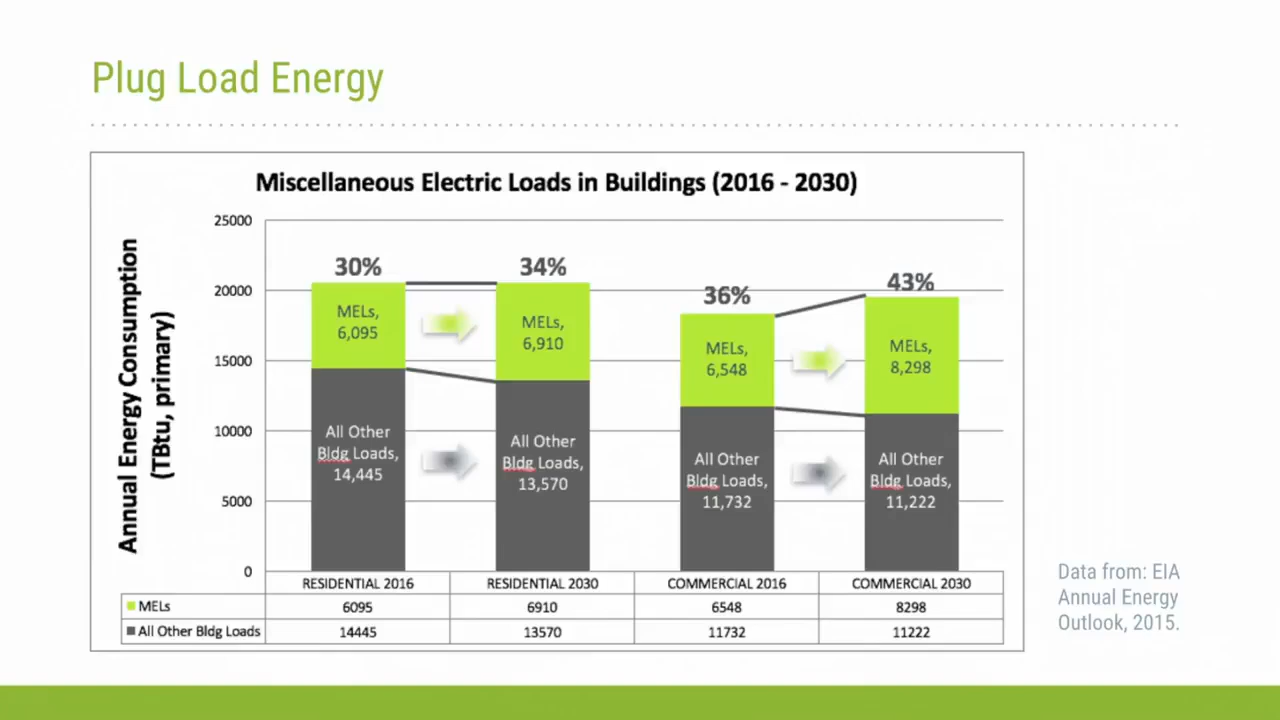 Plug Load Energy
Miscellaneous Electric Loads in Buildings (2016 - 2030)
Annual Energy Consumption
(TBtu, primary)
25000
20000
15000
10000
5000
0
30%
34%
36%
43%
MELs,
6,095
MELs,
6,910
MELs,
6,548
MELs,
8,298
All Other
Bldg Loads,
14,445
All Other
Bldg Loads,
13,570
All Other
Bldg Loads,
11,732
All Other
Bldg Loads,
11,222
RESIDENTIAL 2016 RESIDENTIAL 2030 COMMERCIAL 2016 COMMERCIAL 2030
MELs 6095 6910 6548 8298
All Other Bldg Loads 14445 13570 11732 11222
Data from: EIA
Annual Energy
Outlook, 2015.